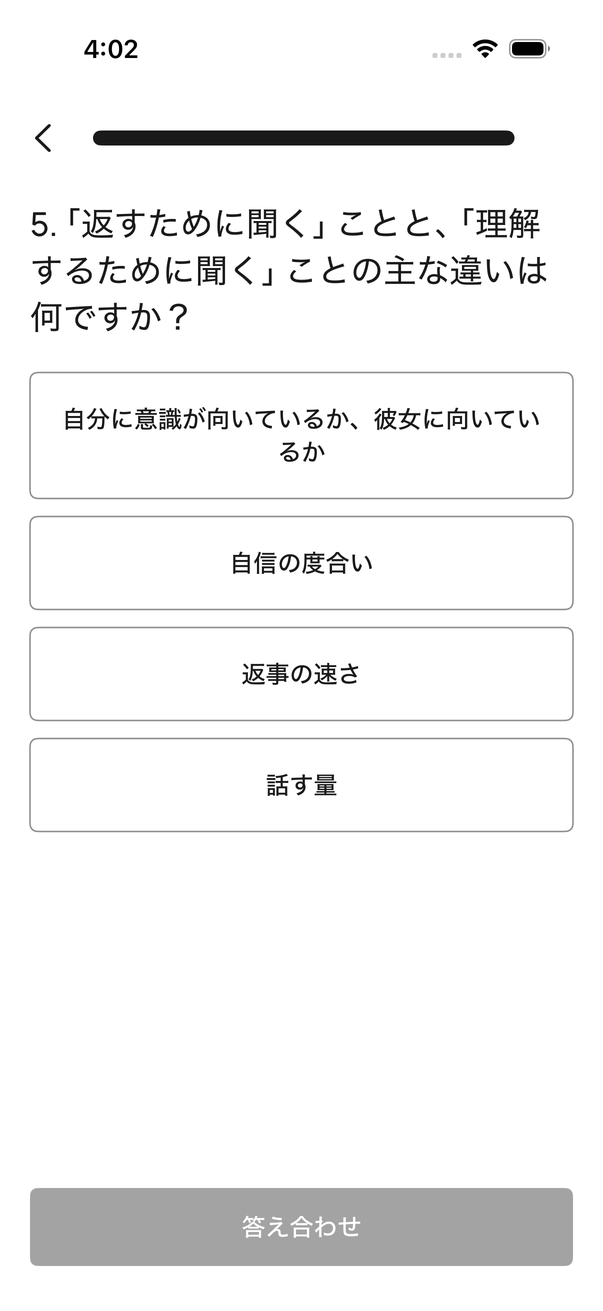 4:02
5.「返すために聞く」ことと、「理解
するために聞く」ことの主な違いは
何ですか？
自分に意識が向いているか、彼女に向いてい
るか
自信の度合い
返事の速さ
話す量
答え合わせ